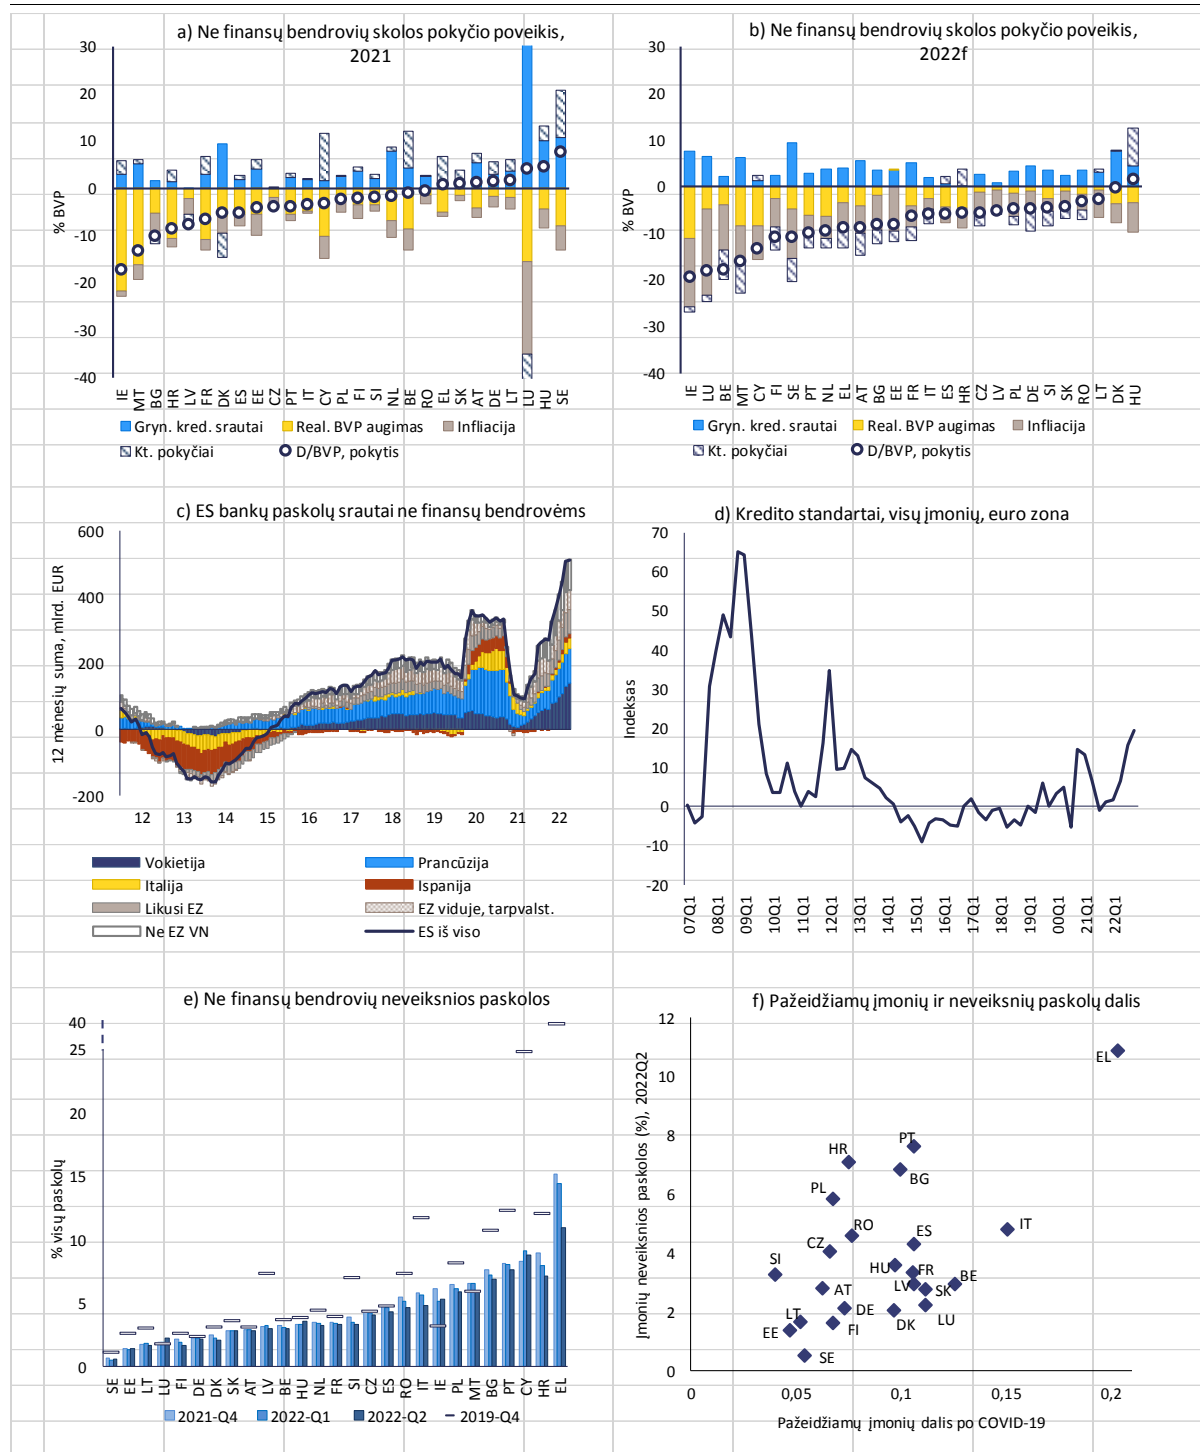 a) Ne finansų bendrovių skolos pokyčio poveikis,
2021
% BVP
30
20
10
0
-10
-20
-30
-40
IE MT BG HR LV FR DK ES EE CZ PT IT CY PL FI SI NL BE RO EL SK AT DE LT LU HU SE
Gryn. kred. srautai
Real. BVP augimas
Infliacija
Kt. pokyčiai
D/BVP, pokytis
b) Ne finansų bendrovių skolos pokyčio poveikis,
2022f
% BVP
30
20
10
0
-10
-20
-30
-40
IE LU BE MT CY FI SE PT NL EL AT BG EE FR IT ES HR CZ LV PL DE SI SK RO LT DK HU
Gryn. kred. srautai
Real. BVP augimas
Infliacija
Kt. pokyčiai
D/BVP, pokytis
c) ES bankų paskolų srautai ne finansų bendrovėms
12 mėnesių suma, mlrd. EUR
600
400
200
0
-200
12 13 14 15 16 17 18 19 20 21 22
Vokietija
Prancūzija
Italija
Ispanija
Likusi EZ
EZ viduje, tarpvalst.
Ne EZ VN
ES iš viso
d) Kredito standartai, visų įmonių, euro zona
Indeksas
70
60
50
40
30
20
10
0
-10
-20
07Q1 08Q1 09Q1 10Q1 11Q1 12Q1 13Q1 14Q1 15Q1 16Q1 17Q1 18Q1 19Q1 00Q1 22Q1
e) Ne finansų bendrovių neveiksnios paskolos
% visų paskolų
40
25
20
15
10
5
0
SE EE LT LU FI DE DK SK AT LV BE HU NL FR SI CZ ES RO IT IE PL MT BG PT CY HR EL
2021-Q4
2022-Q1
2022-Q2
2019-Q4
f) Pažeidžiamų įmonių ir neveiksnių paskolų dalis
Įmonių neveiksnios paskolos (%), 2022Q2
12
10
8
6
4
2
0
EL
PT
HR
BG
PL
RO
ES
IT
CZ
SI
HU
FR
BE
LV
SK
AT
DE
DK
LU
LT
FI
EE
SE
0 0,05 0,1 0,15 0,2
Pažeidžiamų įmonių dalis po COVID-19